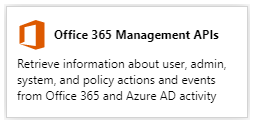 Office 365 Management APIs
Retrieve information about user, admin,
system, and policy actions and events
from Office 365 and Azure AD activity